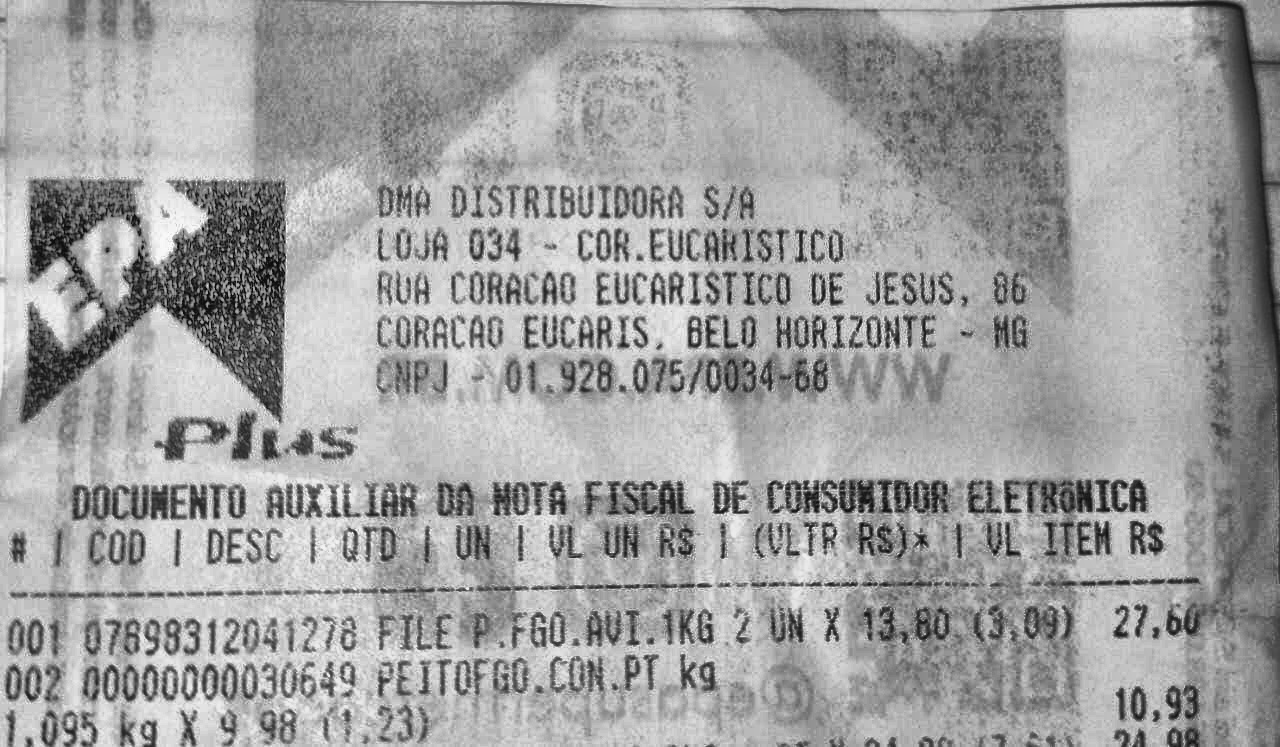 EPA
Plus
DMA DISTRIBUIDORA S/A
LOJA 034 - COR.EUCARISTICO
RUA CORACAO EUCARISTICO DE JESUS, 86
CORACAO EUCARIS, BELO HORIZONTE - MG
CNPJ - 01.928.075/0034-68
DOCUMENTO AUXILIAR DA NOTA FISCAL DE CONSUMIDOR ELETRôNICA
# | COD | DESC | QTD | UN | VL UN R$ | (VLTR R$)* | VL ITEM R$
001 07898312041278 FILE P.FGO.AVI.1KG 2 UN X 13,80 (3,09) 27,60
002 00000000030649 PEITOFGO.CON.PT kg
1,095 kg X 9,98 (1,23) 10,93
24,98